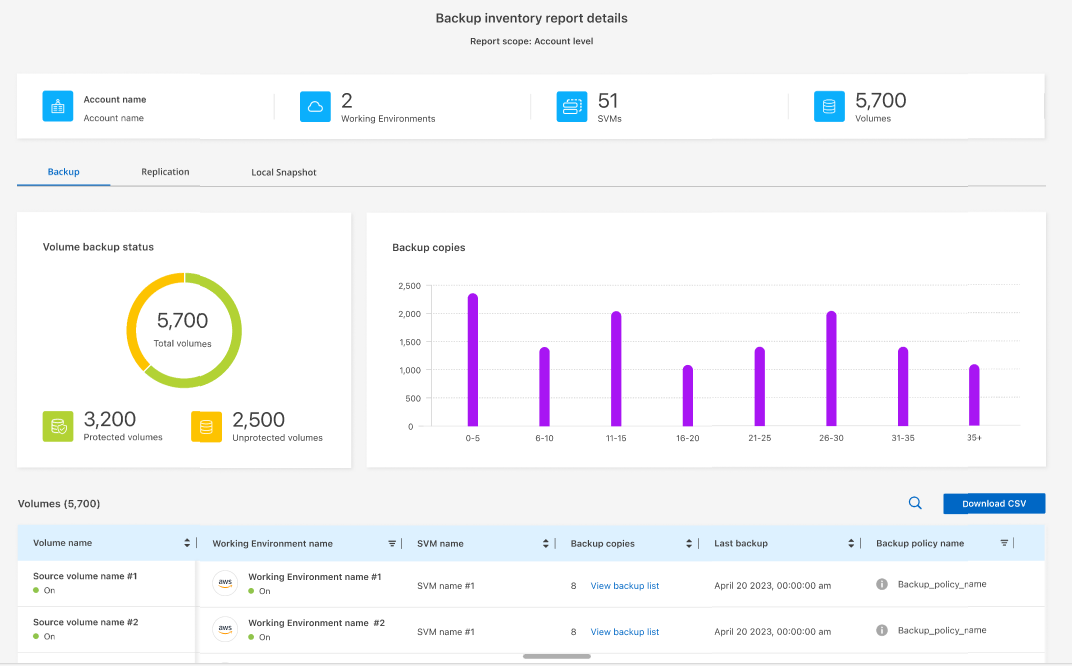 Backup inventory report details
Report scope: Account level
Account name
Account name
2
Working Environments
51
SVMs
5,700
Volumes
Backup Replication Local Snapshot
Volume backup status
5,700
Total volumes
3,200
Protected volumes
2,500
Unprotected volumes
Backup copies
2,500
2,000
1,500
1,000
500
0
0-5 6-10 11-15 16-20 21-25 26-30 31-35 35+
Volumes (5,700)
Download CSV
Volume name Working Environment name SVM name Backup copies Last backup Backup policy name
Source volume name #1
On
aws
Working Environment name #1
On
SVM name #1
8 View backup list
April 20 2023, 00:00:00 am
Backup_policy_name
Source volume name #2
On
aws
Working Environment name #2
On
SVM name #1
8 View backup list
April 20 2023, 00:00:00 am
Backup_policy_name